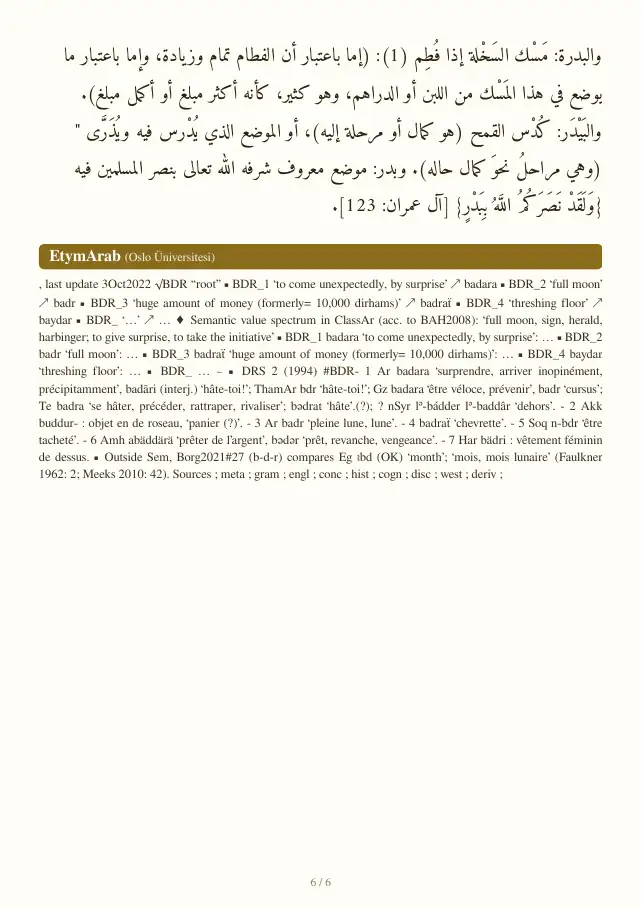 والبدرة: مَسْك السَخْلة إذا فُطِم (1): (إما باعتبار أن الفطام تمام وزيادة، وإما باعتبار ما
يوضع في هذا المَسْك من اللبن أو الدراهم، وهو كثير، كأنه أكثر مبلغ أو أكمل مبلغ).
والبَيْدَر: كُدْس القمح (هو كمال أو مرحلة إليه)، أو الموضع الذي يُدْرس فيه ويُذَرَّى "
(وهي مراحلُ نحوَ كمال حاله). وبدر: موضع معروف شرفه الله تعالى بنصر المسلمين فيه
{وَلَقَدْ نَصَرَكُمُ اللَّهُ بِبَدْرٍ} [آل عمران: 123].
EtymArab (Oslo Üniversitesi)
, last update 3Oct2022 √BDR “root” ▪ BDR_1 ‘to come unexpectedly, by surprise’ ↗ badara ▪ BDR_2 ‘full moon’
↗ badr ▪ BDR_3 ‘huge amount of money (formerly= 10,000 dirhams)’ ↗ badraẗ ▪ BDR_4 ‘threshing floor’ ↗
baydar ▪ BDR_ ‘…’ ↗ … ♦ Semantic value spectrum in ClassAr (acc. to BAH2008): ‘full moon, sign, herald,
harbinger; to give surprise, to take the initiative’ ▪ BDR_1 badara ‘to come unexpectedly, by surprise’: … ▪ BDR_2
badr ‘full moon’: … ▪ BDR_3 badraẗ ‘huge amount of money (formerly= 10,000 dirhams)’: … ▪ BDR_4 baydar
‘threshing floor’: … ▪ BDR_ … – ▪ DRS 2 (1994) #BDR- 1 Ar badara ‘surprendre, arriver inopinément,
précipitamment’, badāri (interj.) ‘hâte-toi!’; ThamAr bdr ‘hâte-toi!’; Gz badara ‘être véloce, prévenir’, badr ‘cursus’;
Te badra ‘se hâter, précéder, rattraper, rivaliser’; bədrat ‘hâte’.(?); ? nSyr lᵊ-bádder lᵊ-baddâr ‘dehors’. - 2 Akk
buddur- : objet en de roseau, ‘panier (?)’. - 3 Ar badr ‘pleine lune, lune’. - 4 badraẗ ‘chevrette’. - 5 Soq n-bdr ‘être
tacheté’. - 6 Amh abäddärä ‘prêter de l’argent’, bədər ‘prêt, revanche, vengeance’. - 7 Har bädri : vêtement féminin
de dessus. ▪ Outside Sem, Borg2021#27 (b-d-r) compares Eg ıbd (OK) ‘month’; ‘mois, mois lunaire’ (Faulkner
1962: 2; Meeks 2010: 42). Sources ; meta ; gram ; engl ; conc ; hist ; cogn ; disc ; west ; deriv ;
6 / 6